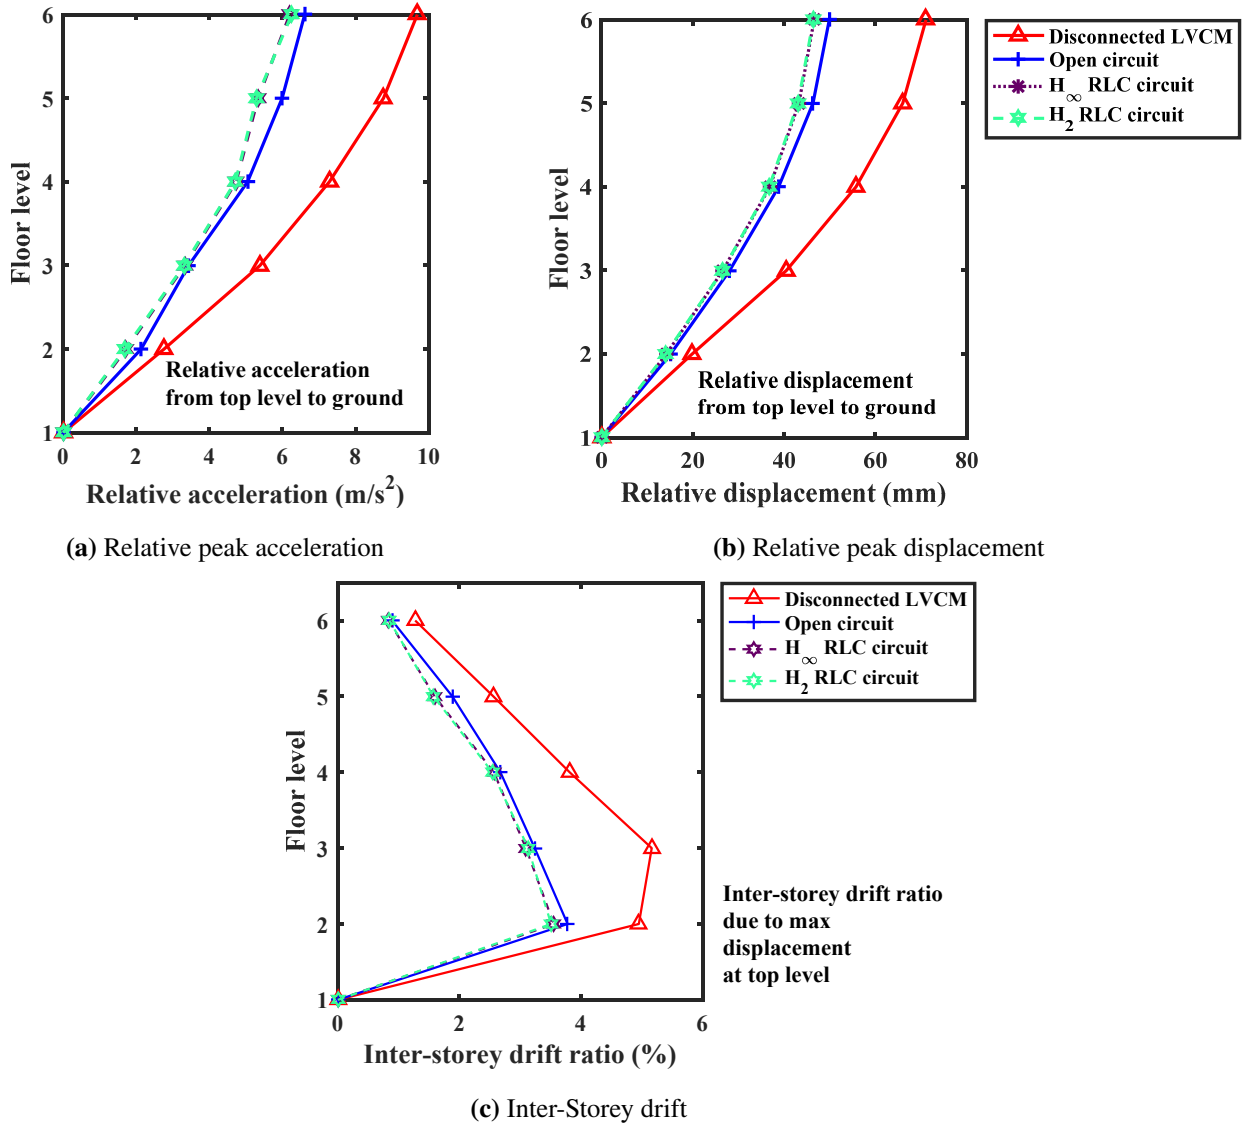 6
5
4
3
2
1
Floor level
0
2
4
6
8
10
Relative acceleration
from top level to ground
Relative acceleration (m/s²)
(a) Relative peak acceleration
6
5
4
3
2
1
Floor level
0
20
40
60
80
Relative displacement
from top level to ground
Relative displacement (mm)
(b) Relative peak displacement
Disconnected LVCM
Open circuit
H∞ RLC circuit
H₂ RLC circuit
6
5
4
3
2
1
Floor level
0
2
4
6
Inter-storey drift ratio (%)
Disconnected LVCM
Open circuit
H∞ RLC circuit
H₂ RLC circuit
Inter-storey drift ratio
due to max
displacement
at top level
(c) Inter-Storey drift